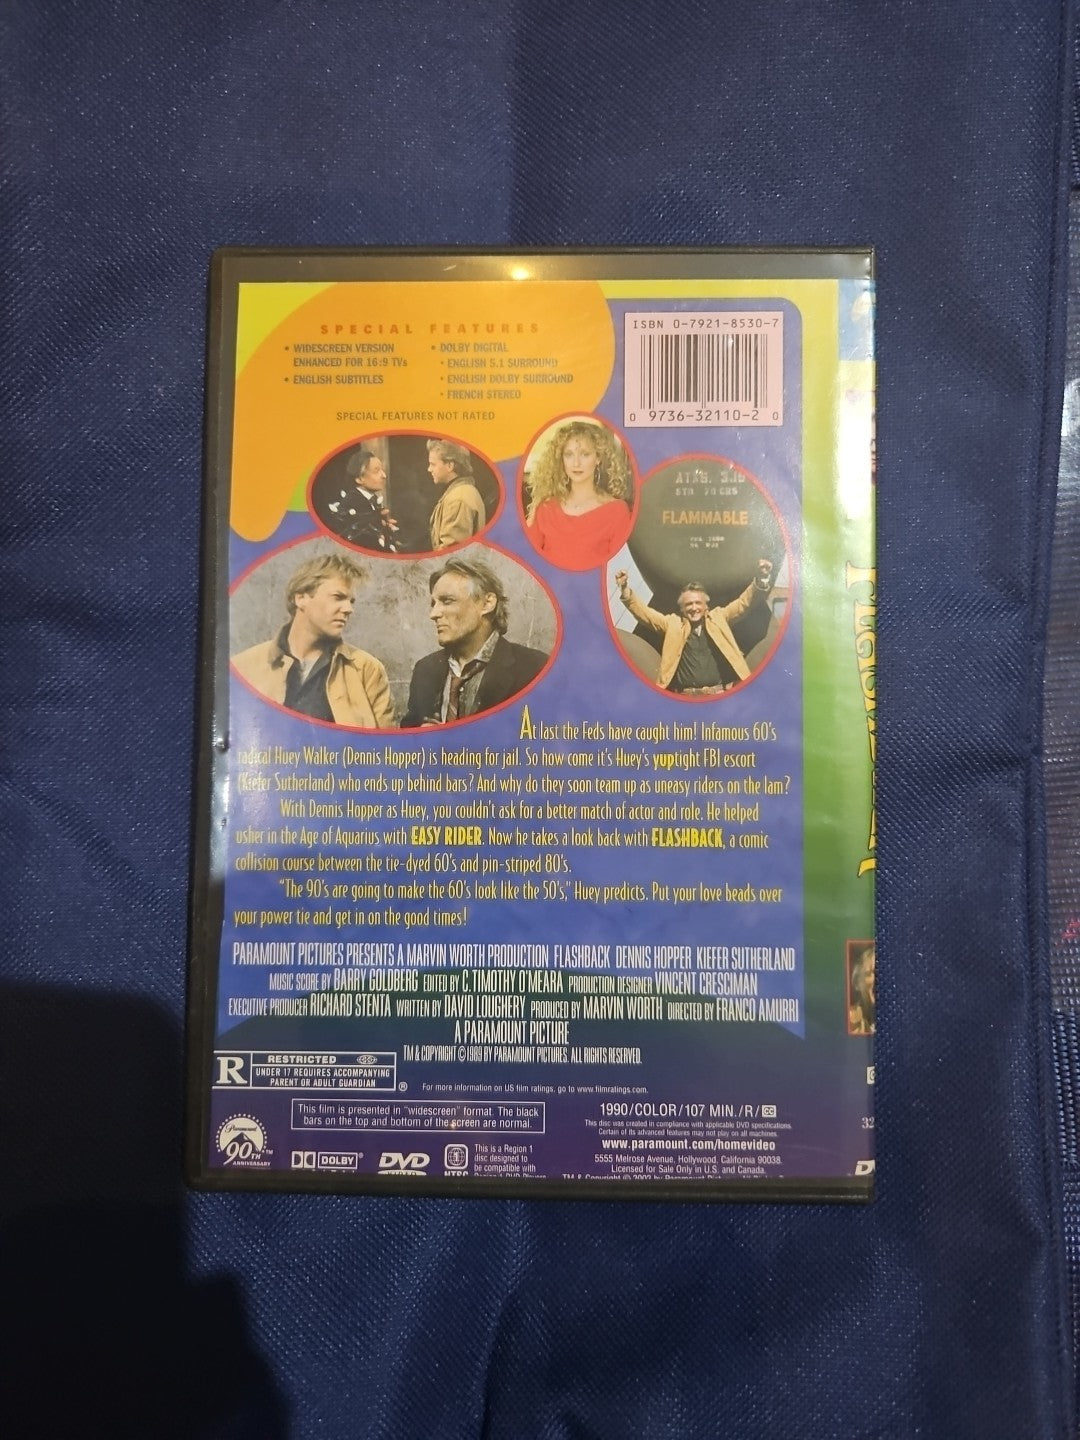 SPECIAL FEATURES
• WIDESCREEN VERSION
ENHANCED FOR 16:9 TVs
• ENGLISH SUBTITLES
• DOLBY DIGITAL
• ENGLISH 5.1 SURROUND
• ENGLISH DOLBY SURROUND
• FRENCH STEREO
SPECIAL FEATURES NOT RATED
ISBN 0-7921-8530-7
0 9736-32110-2 0
FLAMMABLE
At last the Feds have caught him! Infamous 60's
radical Huey Walker (Dennis Hopper) is heading for jail. So how come it's Huey's yuptight FBI escort
(Kiefer Sutherland) who ends up behind bars? And why do they soon team up as uneasy riders on the lam?
With Dennis Hopper as Huey, you couldn't ask for a better match of actor and role. He helped
usher in the Age of Aquarius with EASY RIDER. Now he takes a look back with FLASHBACK, a comic
collision course between the tie-dyed 60's and pin-striped 80's.
"The 90's are going to make the 60's look like the 50's," Huey predicts. Put your love beads over
your power tie and get in on the good times!
PARAMOUNT PICTURES PRESENTS A MARVIN WORTH PRODUCTION FLASHBACK DENNIS HOPPER KIEFER SUTHERLAND
MUSIC SCORE BY BARRY GOLDBERG EDITED BY C. TIMOTHY O'MEARA PRODUCTION DESIGNER VINCENT CRESCIMAN
EXECUTIVE PRODUCER RICHARD STENTA WRITTEN BY DAVID LOUGHERY PRODUCED BY MARVIN WORTH DIRECTED BY FRANCO AMURRI
A PARAMOUNT PICTURE
TM & COPYRIGHT © 1989 BY PARAMOUNT PICTURES. ALL RIGHTS RESERVED.
R RESTRICTED
UNDER 17 REQUIRES ACCOMPANYING
PARENT OR ADULT GUARDIAN ®
For more information on US film ratings, go to www.filmratings.com.
This film is presented in "widescreen" format. The black
bars on the top and bottom of the screen are normal.
1990/COLOR/107 MIN./R/CC
This disc was created in compliance with applicable DVD specifications.
Certain of its advanced features may not play on all machines.
www.paramount.com/homevideo
5555 Melrose Avenue, Hollywood, California 90038.
Licensed for Sale Only in U.S. and Canada.
Paramount
90TH
ANNIVERSARY
DOLBY
DVD
NTSC
This is a Region 1
disc designed to
be compatible with